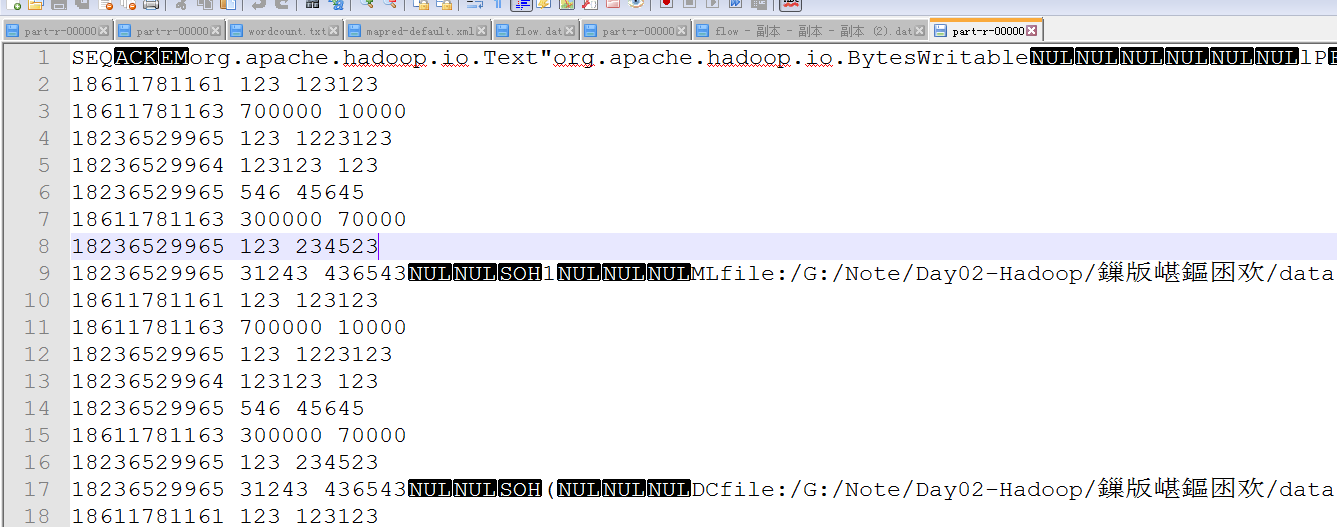 part-r-00000 part-r-00000 wordcount.txt mapred-default.xml flow.dat part-r-00000 flow - 副本 - 副本 - 副本 (2).dat part-r-00000
1 SEQACKEMorg.apache.hadoop.io.Text"org.apache.hadoop.io.BytesWritableNULNULNULNULNULNULlP
2 18611781161 123 123123
3 18611781163 700000 10000
4 18236529965 123 1223123
5 18236529964 123123 123
6 18236529965 546 45645
7 18611781163 300000 70000
8 18236529965 123 234523
9 18236529965 31243 436543NULNULSOH1NULNULNULMLfile:/G:/Note/Day02-Hadoop/鏁版嵁鏂囦欢/data
10 18611781161 123 123123
11 18611781163 700000 10000
12 18236529965 123 1223123
13 18236529964 123123 123
14 18236529965 546 45645
15 18611781163 300000 70000
16 18236529965 123 234523
17 18236529965 31243 436543NULNULSOH(NULNULNULDCfile:/G:/Note/Day02-Hadoop/鏁版嵁鏂囦欢/data
18 18611781161 123 123123